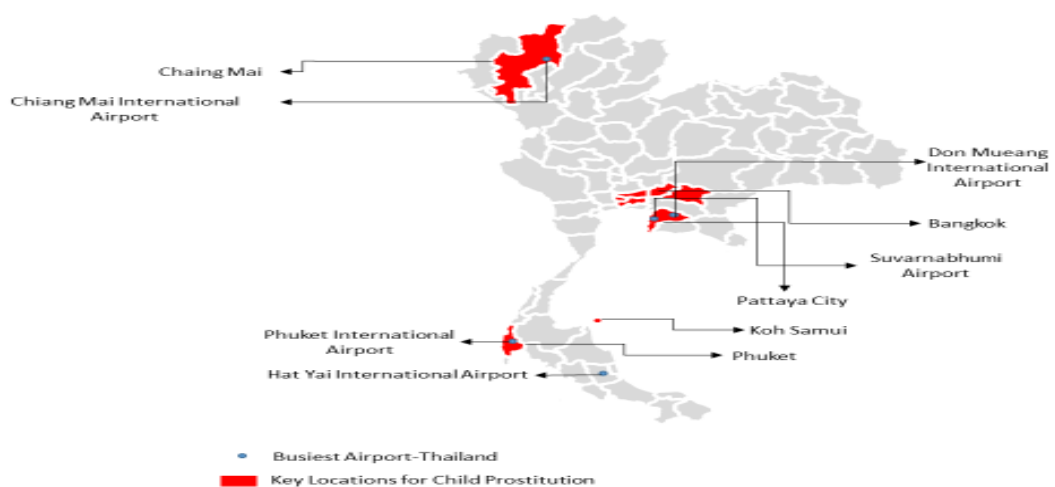 Chaing Mai
Chiang Mai International
Airport
Don Mueang
International
Airport
Bangkok
Suvarnabhumi
Airport
Pattaya City
Koh Samui
Phuket International
Airport
Phuket
Hat Yai International Airport
Busiest Airport-Thailand
Key Locations for Child Prostitution